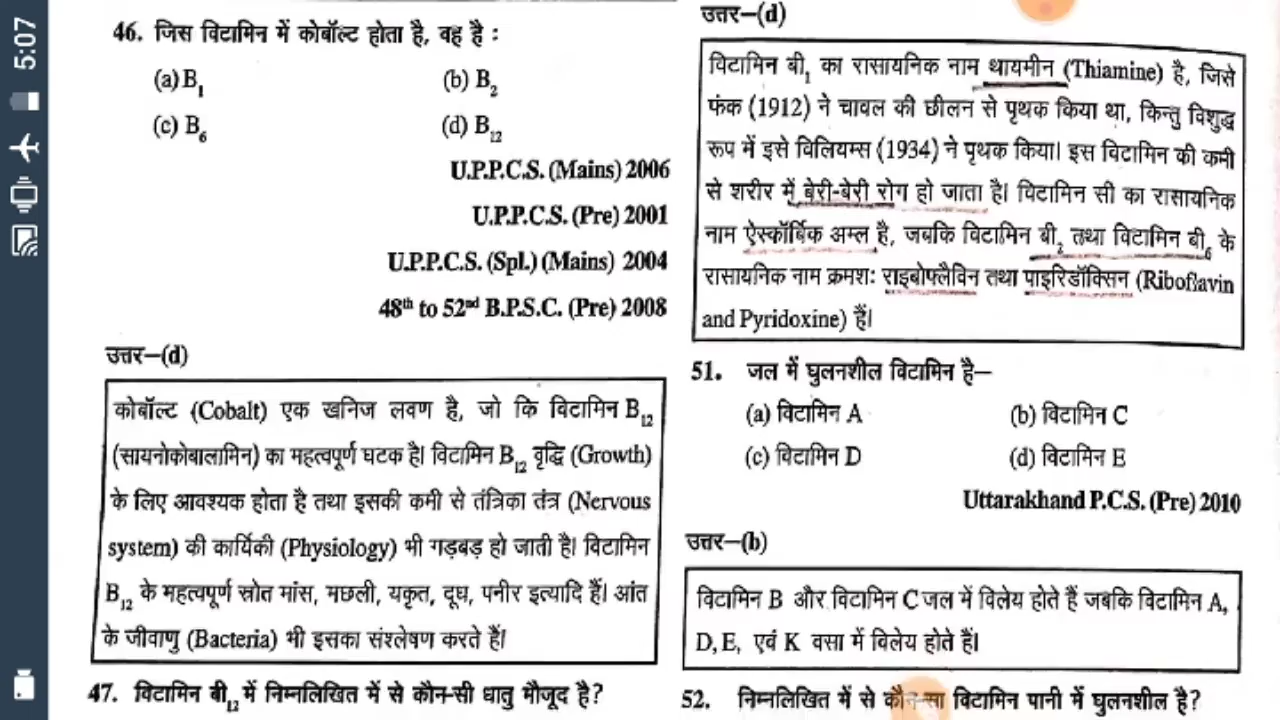 5:07
46. जिस विटामिन में कोबॉल्ट होता है, वह है :
(a) B₁ (b) B₂
(c) B₆ (d) B₁₂
U.P.P.C.S. (Mains) 2006
U.P.P.C.S. (Pre) 2001
U.P.P.C.S. (Spl.) (Mains) 2004
48th to 52nd B.P.S.C. (Pre) 2008
उत्तर–(d)
कोबॉल्ट (Cobalt) एक खनिज लवण है, जो कि विटामिन B₁₂
(सायनोकोबालामिन) का महत्वपूर्ण घटक है। विटामिन B₁₂ वृद्धि (Growth)
के लिए आवश्यक होता है तथा इसकी कमी से तंत्रिका तंत्र (Nervous
system) की कार्यिकी (Physiology) भी गड़बड़ हो जाती है। विटामिन
B₁₂ के महत्वपूर्ण स्रोत मांस, मछली, यकृत, दूध, पनीर इत्यादि हैं। आंत
के जीवाणु (Bacteria) भी इसका संश्लेषण करते हैं।
47. विटामिन बी₁₂ में निम्नलिखित में से कौन-सी धातु मौजूद है?
उत्तर–(d)
विटामिन बी₁ का रासायनिक नाम थायमीन (Thiamine) है, जिसे
फंक (1912) ने चावल की छीलन से पृथक किया था, किन्तु विशुद्ध
रूप में इसे विलियम्स (1934) ने पृथक किया। इस विटामिन की कमी
से शरीर में बेरी-बेरी रोग हो जाता है। विटामिन सी का रासायनिक
नाम ऐस्कॉर्बिक अम्ल है, जबकि विटामिन बी₂ तथा विटामिन बी₆ के
रासायनिक नाम क्रमशः राइबोफ्लैविन तथा पाइरिडॉक्सिन (Riboflavin
and Pyridoxine) हैं।
51. जल में घुलनशील विटामिन है–
(a) विटामिन A (b) विटामिन C
(c) विटामिन D (d) विटामिन E
Uttarakhand P.C.S. (Pre) 2010
उत्तर–(b)
विटामिन B और विटामिन C जल में विलेय होते हैं जबकि विटामिन A,
D, E, एवं K वसा में विलेय होते हैं।
52. निम्नलिखित में से कौन-सा विटामिन पानी में घुलनशील है?